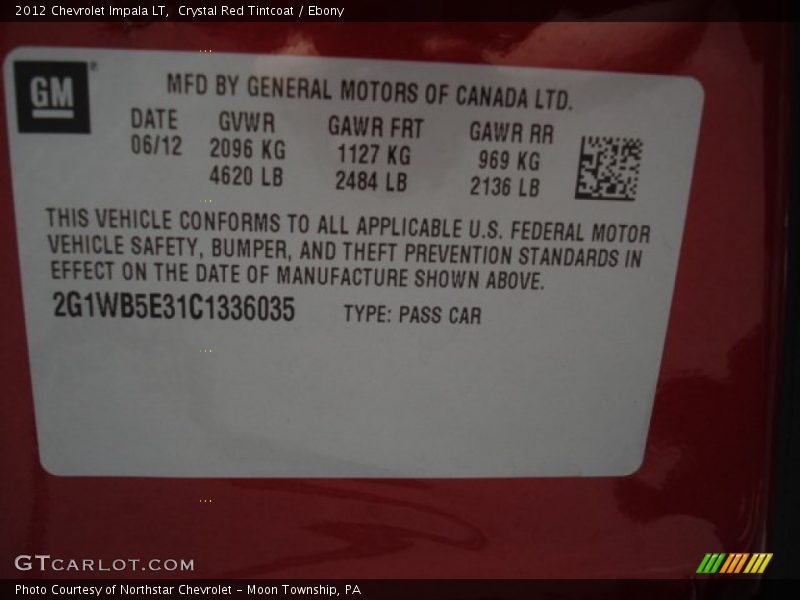 2012 Chevrolet Impala LT, Crystal Red Tintcoat / Ebony
GM®
MFD BY GENERAL MOTORS OF CANADA LTD.
DATE GVWR GAWR FRT GAWR RR
06/12 2096 KG 1127 KG 969 KG
4620 LB 2484 LB 2136 LB
THIS VEHICLE CONFORMS TO ALL APPLICABLE U.S. FEDERAL MOTOR
VEHICLE SAFETY, BUMPER, AND THEFT PREVENTION STANDARDS IN
EFFECT ON THE DATE OF MANUFACTURE SHOWN ABOVE.
2G1WB5E31C1336035 TYPE: PASS CAR
GTCARLOT.COM
Photo Courtesy of Northstar Chevrolet - Moon Township, PA